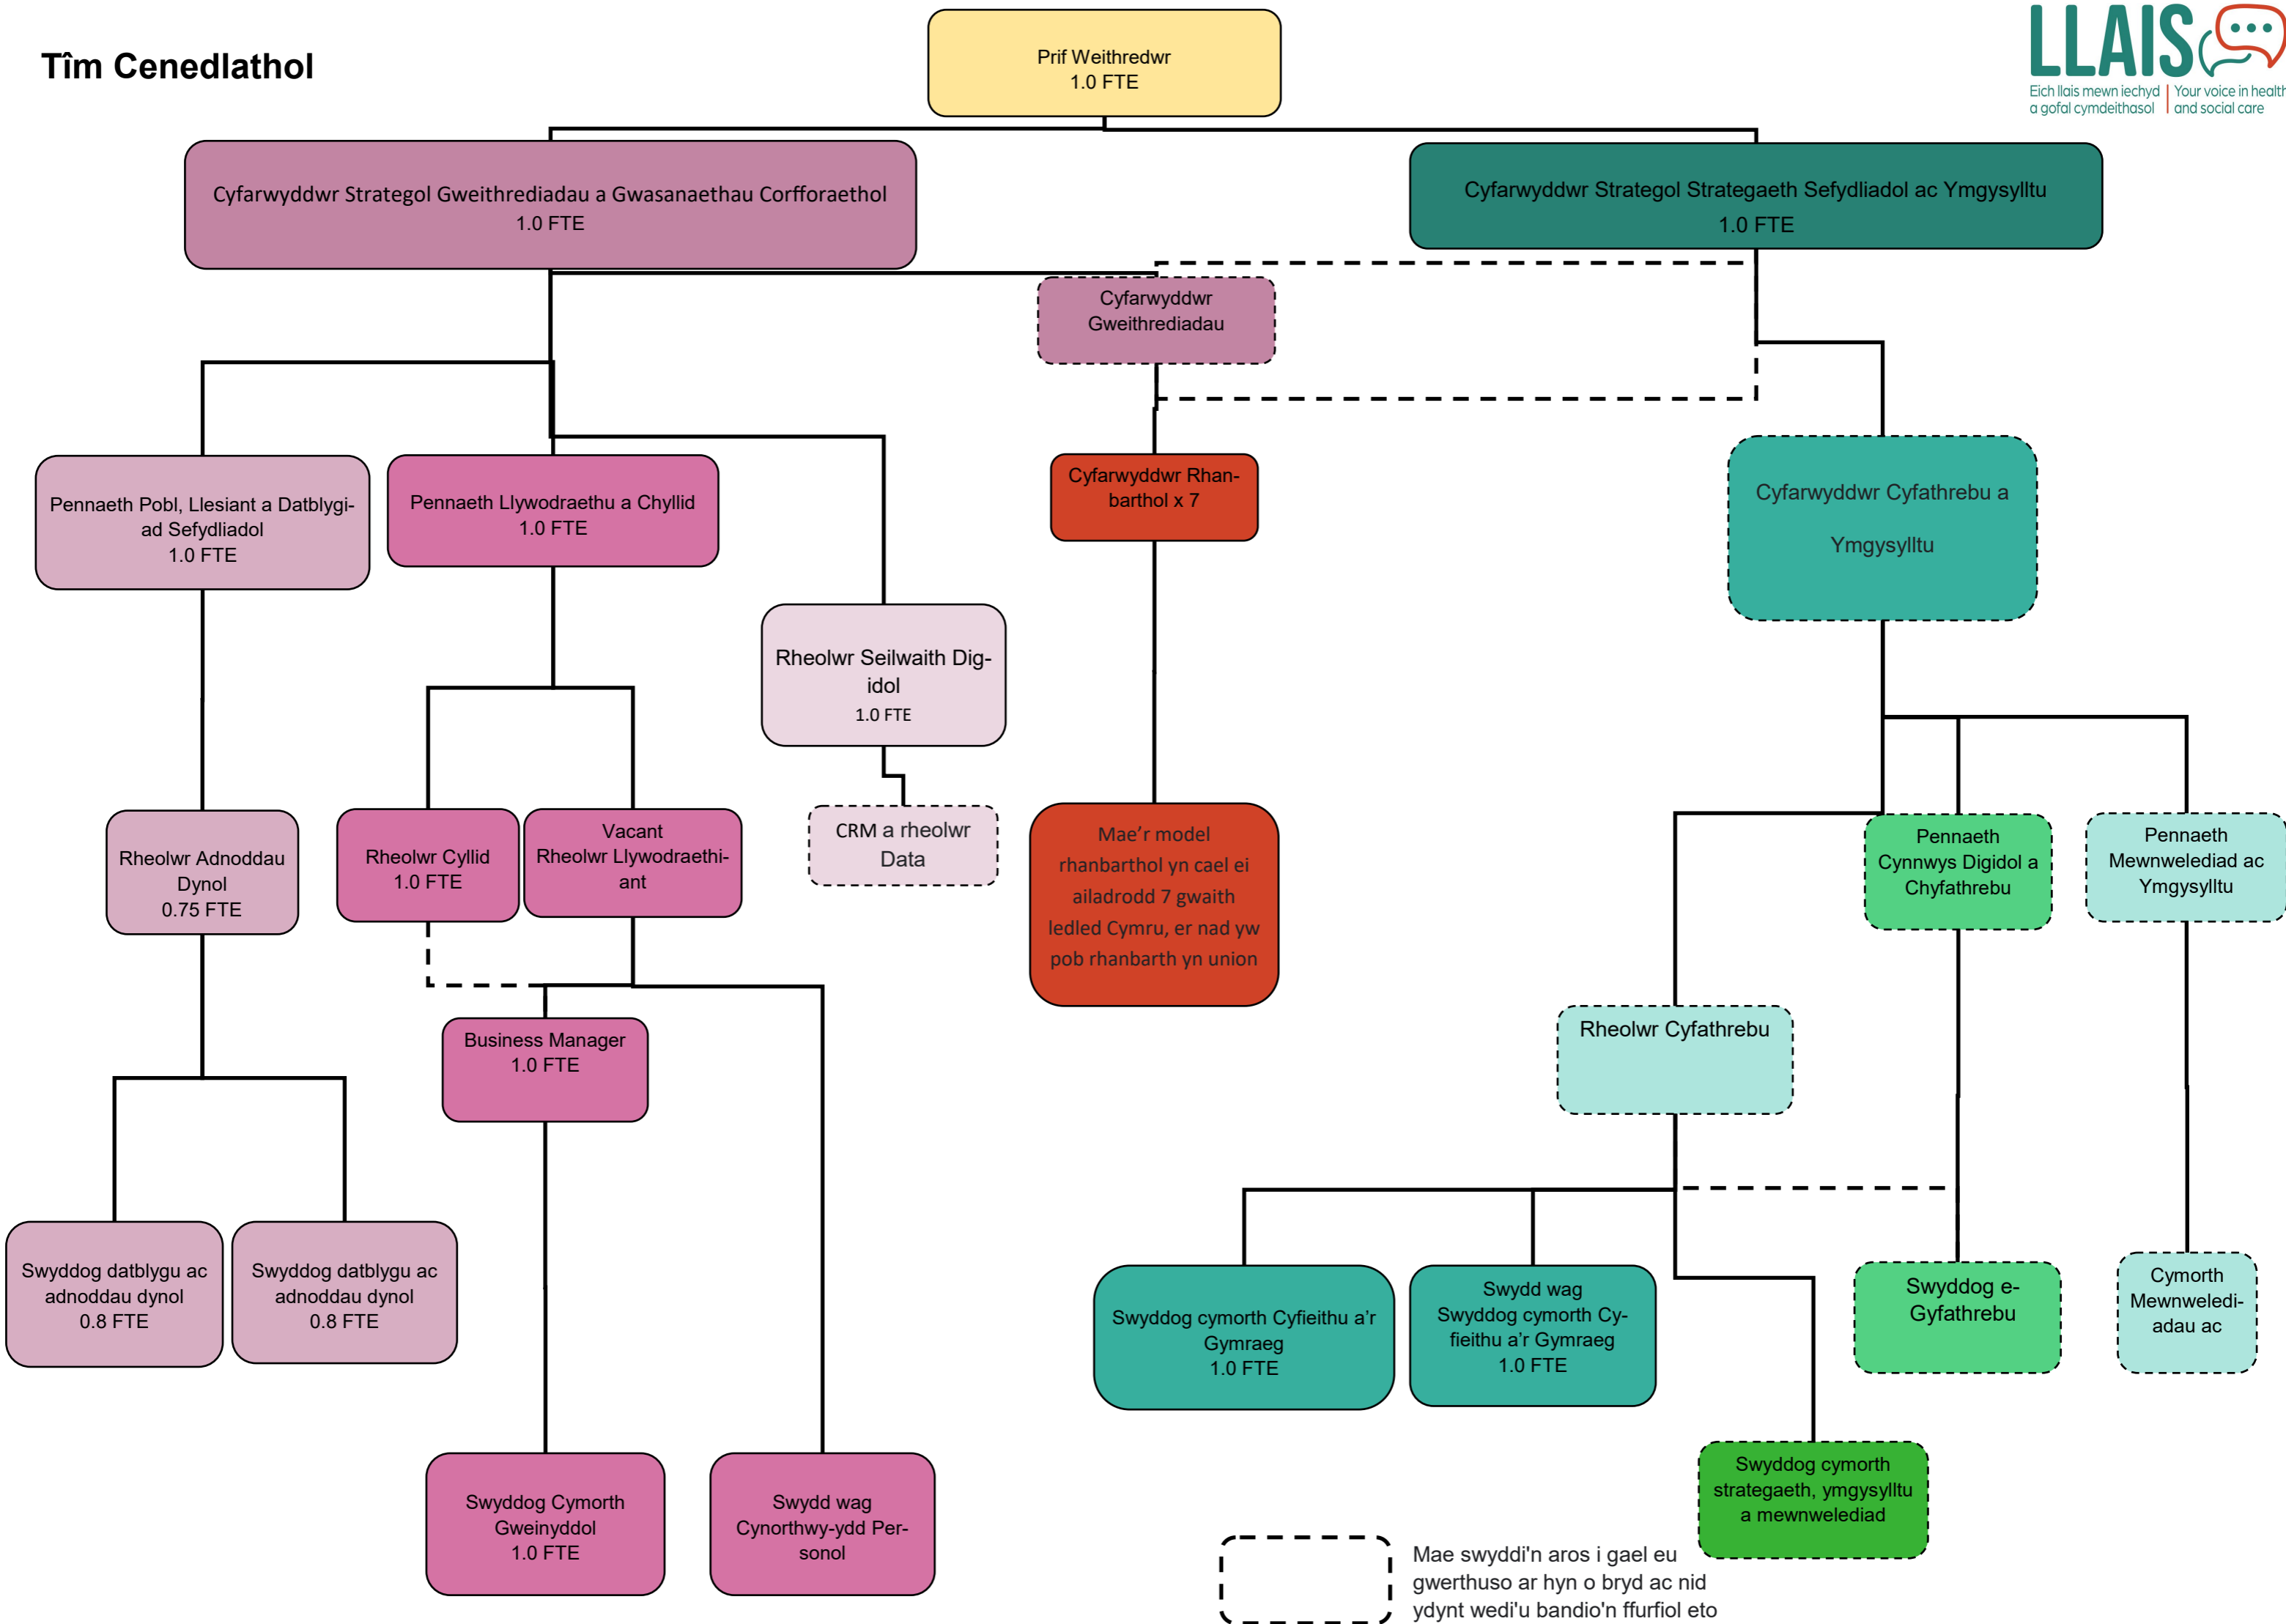 Tîm Cenedlathol
LLAIS
Eich llais mewn iechyd
a gofal cymdeithasol
Your voice in health
and social care
Prif Weithredwr
1.0 FTE
Cyfarwyddwr Strategol Gweithrediadau a Gwasanaethau Corfforaethol
1.0 FTE
Cyfarwyddwr Strategol Strategaeth Sefydliadol ac Ymgysylltu
1.0 FTE
Cyfarwyddwr
Gweithrediadau
Pennaeth Pobl, Llesiant a Datblygi-
ad Sefydliadol
1.0 FTE
Pennaeth Llywodraethu a Chyllid
1.0 FTE
Cyfarwyddwr Rhan-
barthol x 7
Cyfarwyddwr Cyfathrebu a
Ymgysylltu
Rheolwr Seilwaith Dig-
idol
1.0 FTE
Rheolwr Adnoddau
Dynol
0.75 FTE
Rheolwr Cyllid
1.0 FTE
Vacant
Rheolwr Llywodraethi-
ant
CRM a rheolwr
Data
Mae’r model
rhanbarthol yn cael ei
ailadrodd 7 gwaith
ledled Cymru, er nad yw
pob rhanbarth yn union
Pennaeth
Cynnwys Digidol a
Chyfathrebu
Pennaeth
Mewnwelediad ac
Ymgysylltu
Business Manager
1.0 FTE
Rheolwr Cyfathrebu
Swyddog datblygu ac
adnoddau dynol
0.8 FTE
Swyddog datblygu ac
adnoddau dynol
0.8 FTE
Swyddog cymorth Cyfieithu a’r
Gymraeg
1.0 FTE
Swydd wag
Swyddog cymorth Cy-
fieithu a’r Gymraeg
1.0 FTE
Swyddog e-
Gyfathrebu
Cymorth
Mewnweledi-
adau ac
Swyddog Cymorth
Gweinyddol
1.0 FTE
Swydd wag
Cynorthwy-ydd Per-
sonol
Swyddog cymorth
strategaeth, ymgysylltu
a mewnwelediad
Mae swyddi'n aros i gael eu
gwerthuso ar hyn o bryd ac nid
ydynt wedi'u bandio'n ffurfiol eto